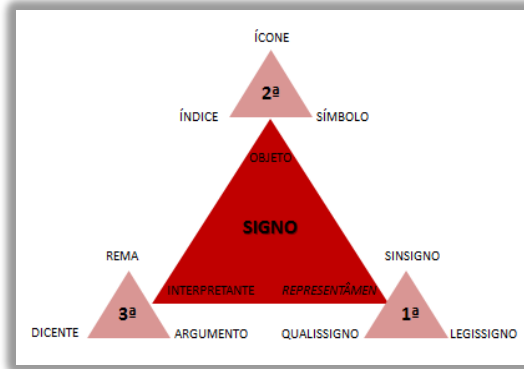 ÍCONE
2ª
ÍNDICE SÍMBOLO
OBJETO
SIGNO
REMA SINSIGNO
INTERPRETANTE REPRESENTÂMEN
3ª 1ª
DICENTE ARGUMENTO QUALISSIGNO LEGISSIGNO